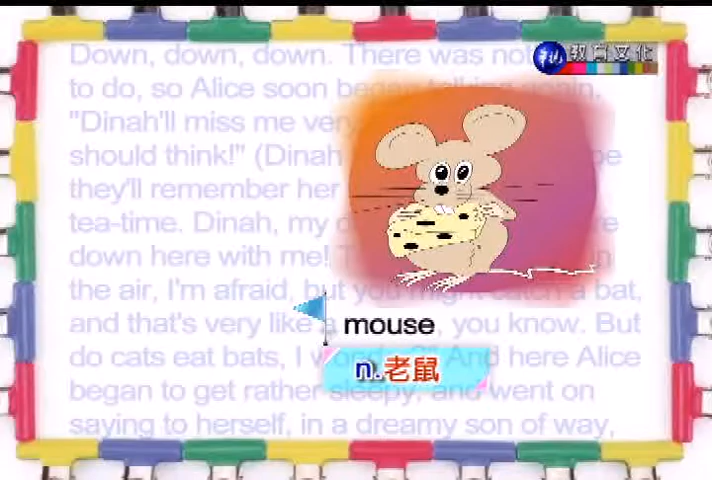 Down, down, down. There was not
教育文化
to do, so Alice soon began talking again.
"Dinah'll miss me very
should think!" (Dinah
they'll remember her
tea-time. Dinah, my d
down here with me! T
the air, I'm afraid, but you might catch a bat,
and that's very like a mouse, you know. But
mouse
do cats eat bats, I wonder?" And here Alice
n.老鼠
began to get rather sleepy, and went on
saying to herself, in a dreamy son of way,